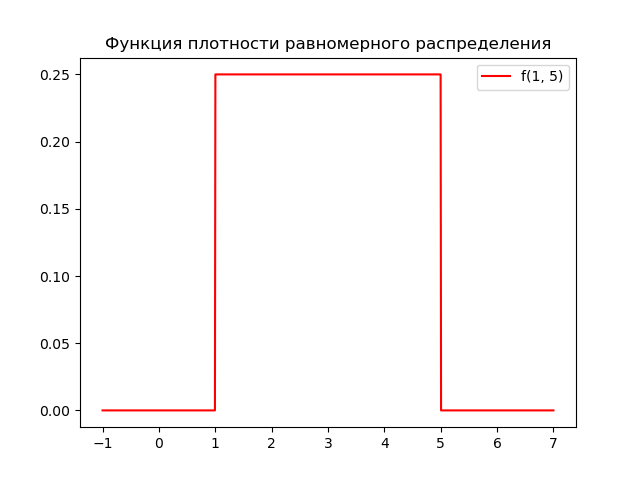 Функция плотности равномерного распределения
f(1, 5)
0.25
0.20
0.15
0.10
0.05
0.00
−1 0 1 2 3 4 5 6 7